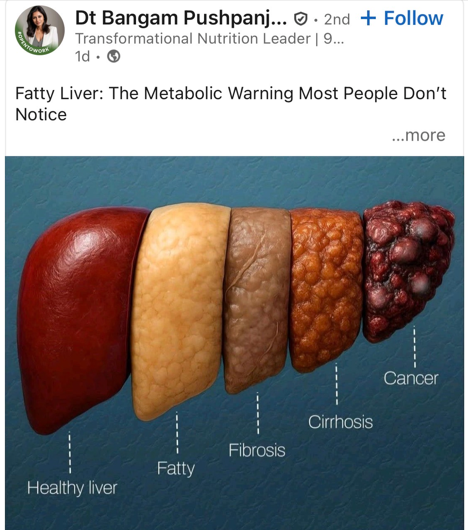 Dt Bangam Pushpanj... · 2nd + Follow
Transformational Nutrition Leader | 9...
1d ·
#OPENTOWORK
Fatty Liver: The Metabolic Warning Most People Don’t
Notice
...more
Healthy liver
Fatty
Fibrosis
Cirrhosis
Cancer